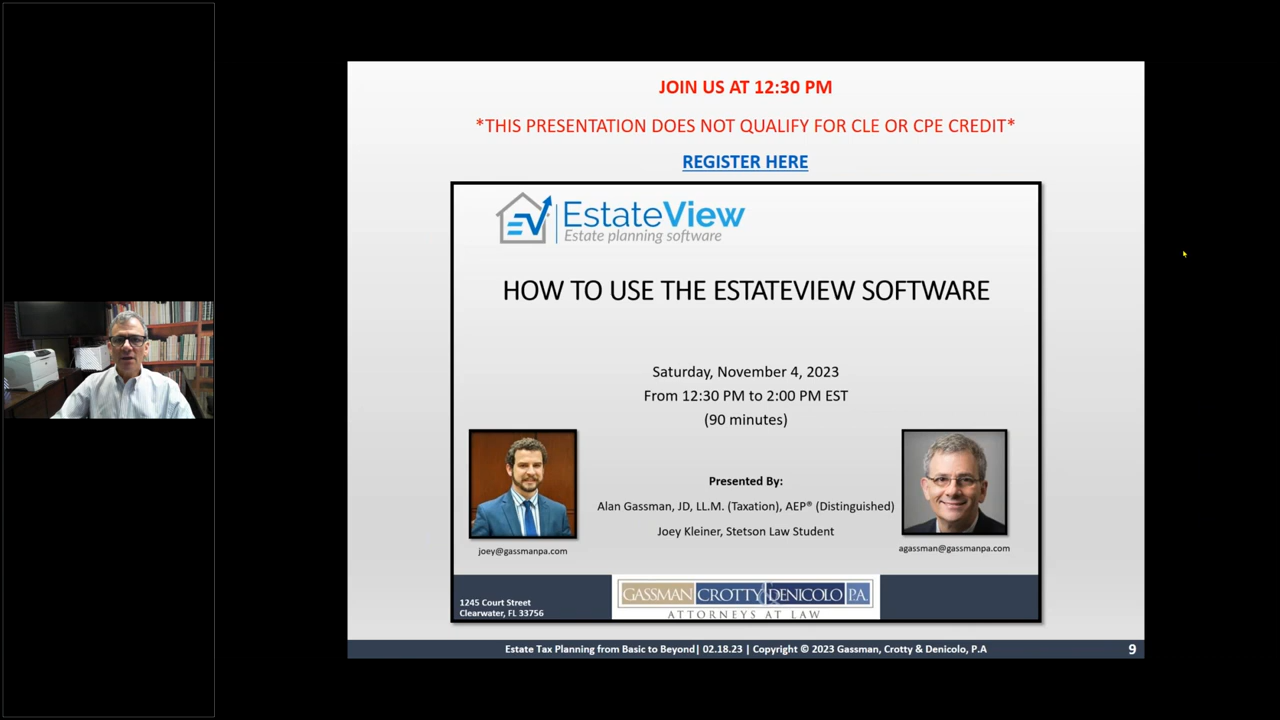 JOIN US AT 12:30 PM
*THIS PRESENTATION DOES NOT QUALIFY FOR CLE OR CPE CREDIT*
REGISTER HERE
EV
EstateView
Estate planning software
HOW TO USE THE ESTATEVIEW SOFTWARE
Saturday, November 4, 2023
From 12:30 PM to 2:00 PM EST
(90 minutes)
Presented By:
Alan Gassman, JD, LL.M. (Taxation), AEP® (Distinguished)
Joey Kleiner, Stetson Law Student
joey@gassmanpa.com
agassman@gassmanpa.com
1245 Court Street
Clearwater, FL 33756
GASSMAN CROTTY & DENICOLO P.A.
ATTORNEYS AT LAW
Estate Tax Planning from Basic to Beyond| 02.18.23 | Copyright © 2023 Gassman, Crotty & Denicolo, P.A
9